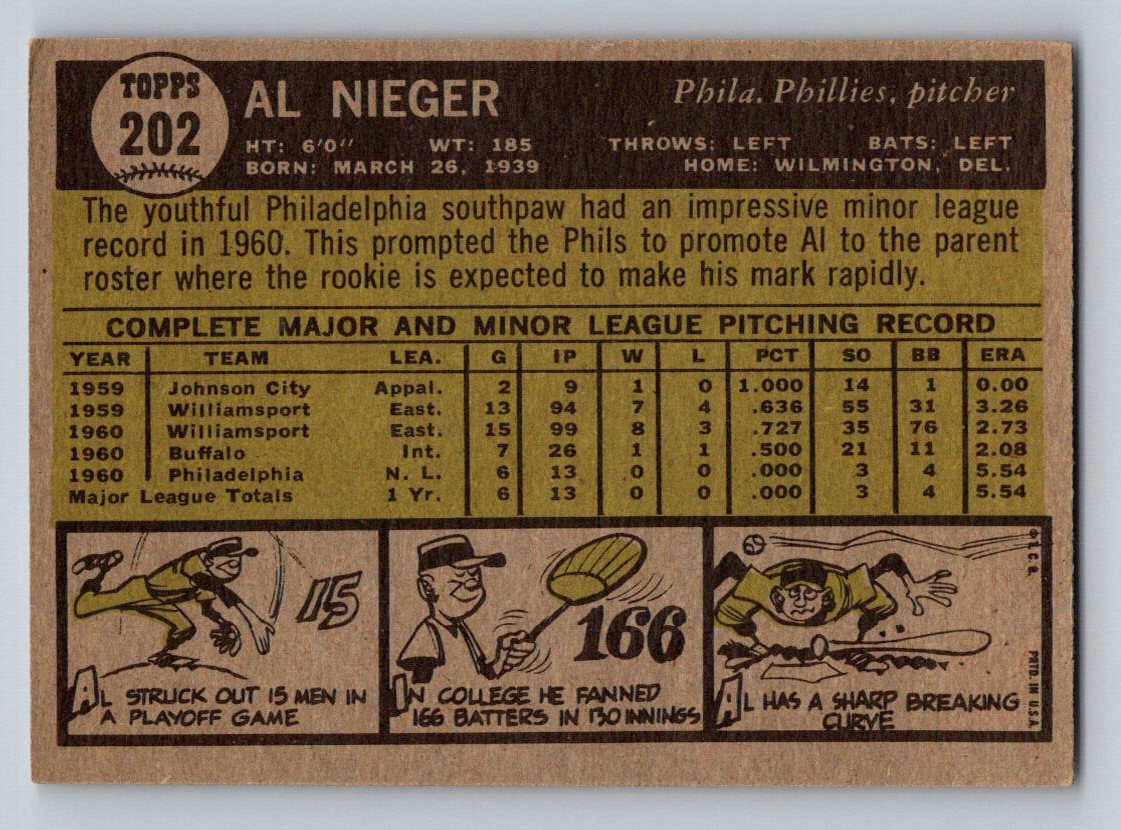 TOPPS
202
AL NIEGER
Phila. Phillies, pitcher
HT: 6'0" WT: 185 THROWS: LEFT BATS: LEFT
BORN: MARCH 26, 1939 HOME: WILMINGTON, DEL.
The youthful Philadelphia southpaw had an impressive minor league
record in 1960. This prompted the Phils to promote Al to the parent
roster where the rookie is expected to make his mark rapidly.
COMPLETE MAJOR AND MINOR LEAGUE PITCHING RECORD
YEAR TEAM LEA. G IP W L PCT SO BB ERA
1959 Johnson City Appal. 2 9 1 0 1.000 14 1 0.00
1959 Williamsport East. 13 94 7 4 .636 55 31 3.26
1960 Williamsport East. 15 99 8 3 .727 35 76 2.73
1960 Buffalo Int. 7 26 1 1 .500 21 11 2.08
1960 Philadelphia N. L. 6 13 0 0 .000 3 4 5.54
Major League Totals 1 Yr. 6 13 0 0 .000 3 4 5.54
15
AL STRUCK OUT 15 MEN IN
A PLAYOFF GAME
166
IN COLLEGE HE FANNED
166 BATTERS IN 130 INNINGS
AL HAS A SHARP BREAKING
CURVE
© T. C. G.
PRTD. IN U.S.A.